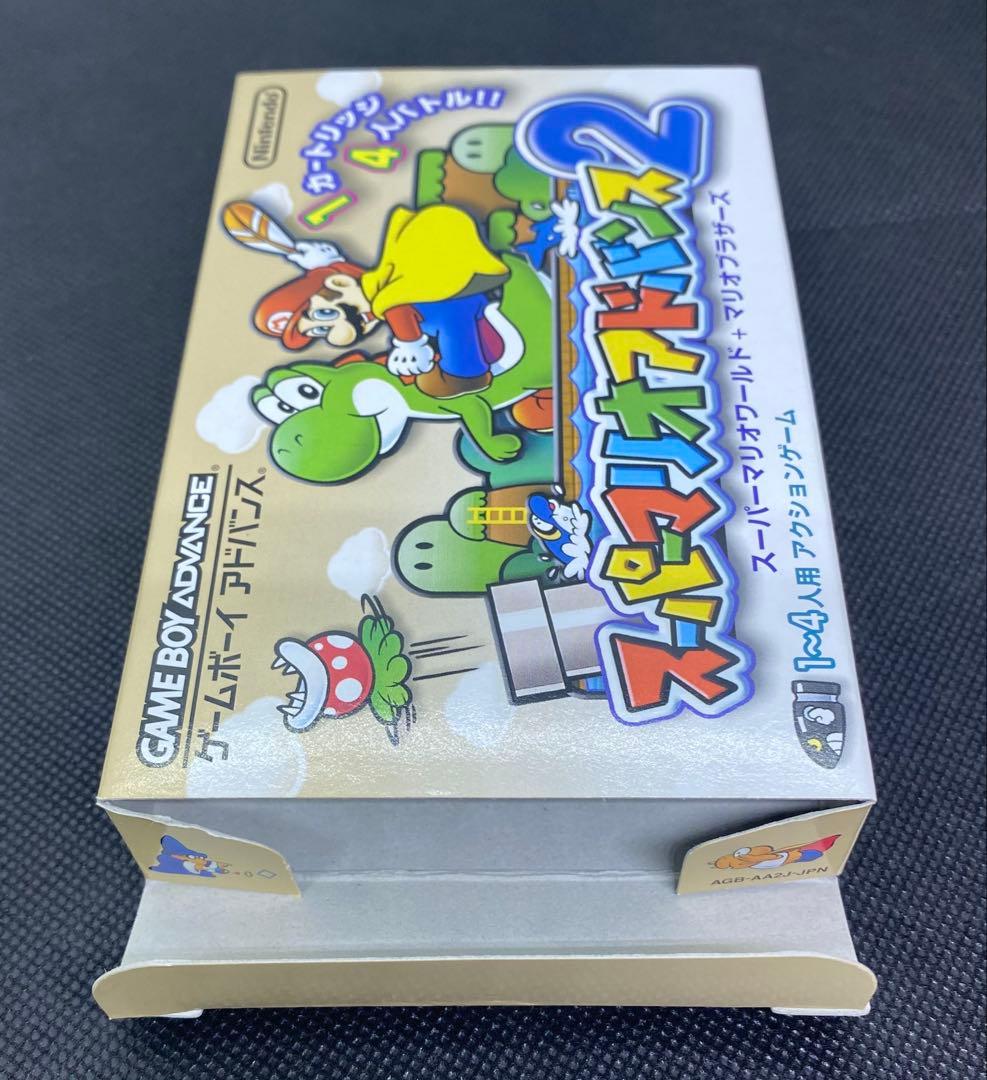 Nintendo
1カートリッジ
4人バトル!!
GAME BOY ADVANCE®
ゲームボーイ アドバンス®
スーパーマリオアドバンス2
スーパーマリオワールド+マリオブラザーズ
1~4人用 アクションゲーム
AGB-AA2J-JPN